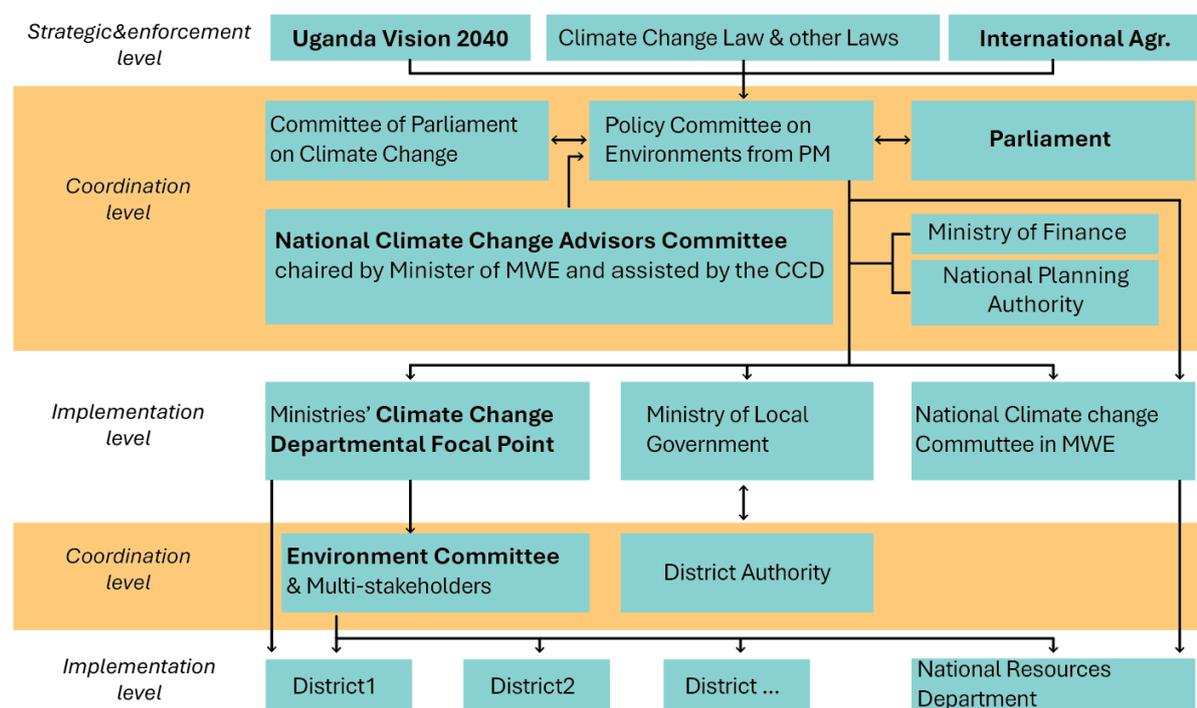 Strategic&enforcement
level
Uganda Vision 2040
Climate Change Law & other Laws
International Agr.
Coordination
level
Committee of Parliament
on Climate Change
Policy Committee on
Environments from PM
Parliament
National Climate Change Advisors Committee
chaired by Minister of MWE and assisted by the CCD
Ministry of Finance
National Planning
Authority
Implementation
level
Ministries’ Climate Change
Departmental Focal Point
Ministry of Local
Government
National Climate change
Commuttee in MWE
Coordination
level
Environment Committee
& Multi-stakeholders
District Authority
Implementation
level
District1
District2
District ...
National Resources
Department